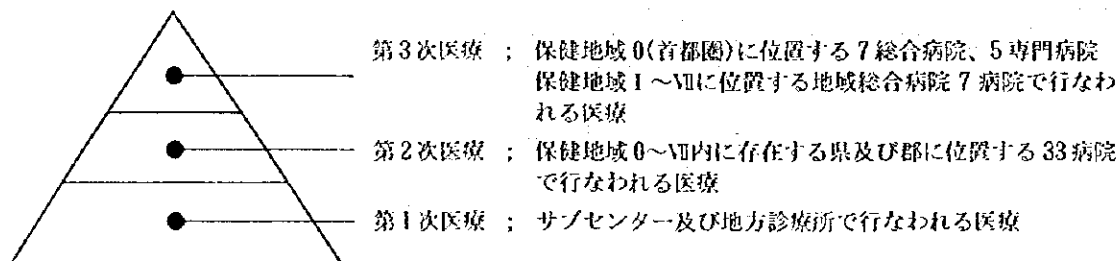 第3次医療 ; 保健地域0(首都圏)に位置する7総合病院、5専門病院
保健地域I〜VIIに位置する地域総合病院7病院で行なわ
れる医療
第2次医療 ; 保健地域0〜VII内に存在する県及び郡に位置する33病院
で行なわれる医療
第1次医療 ; サブセンター及び地方診療所で行なわれる医療